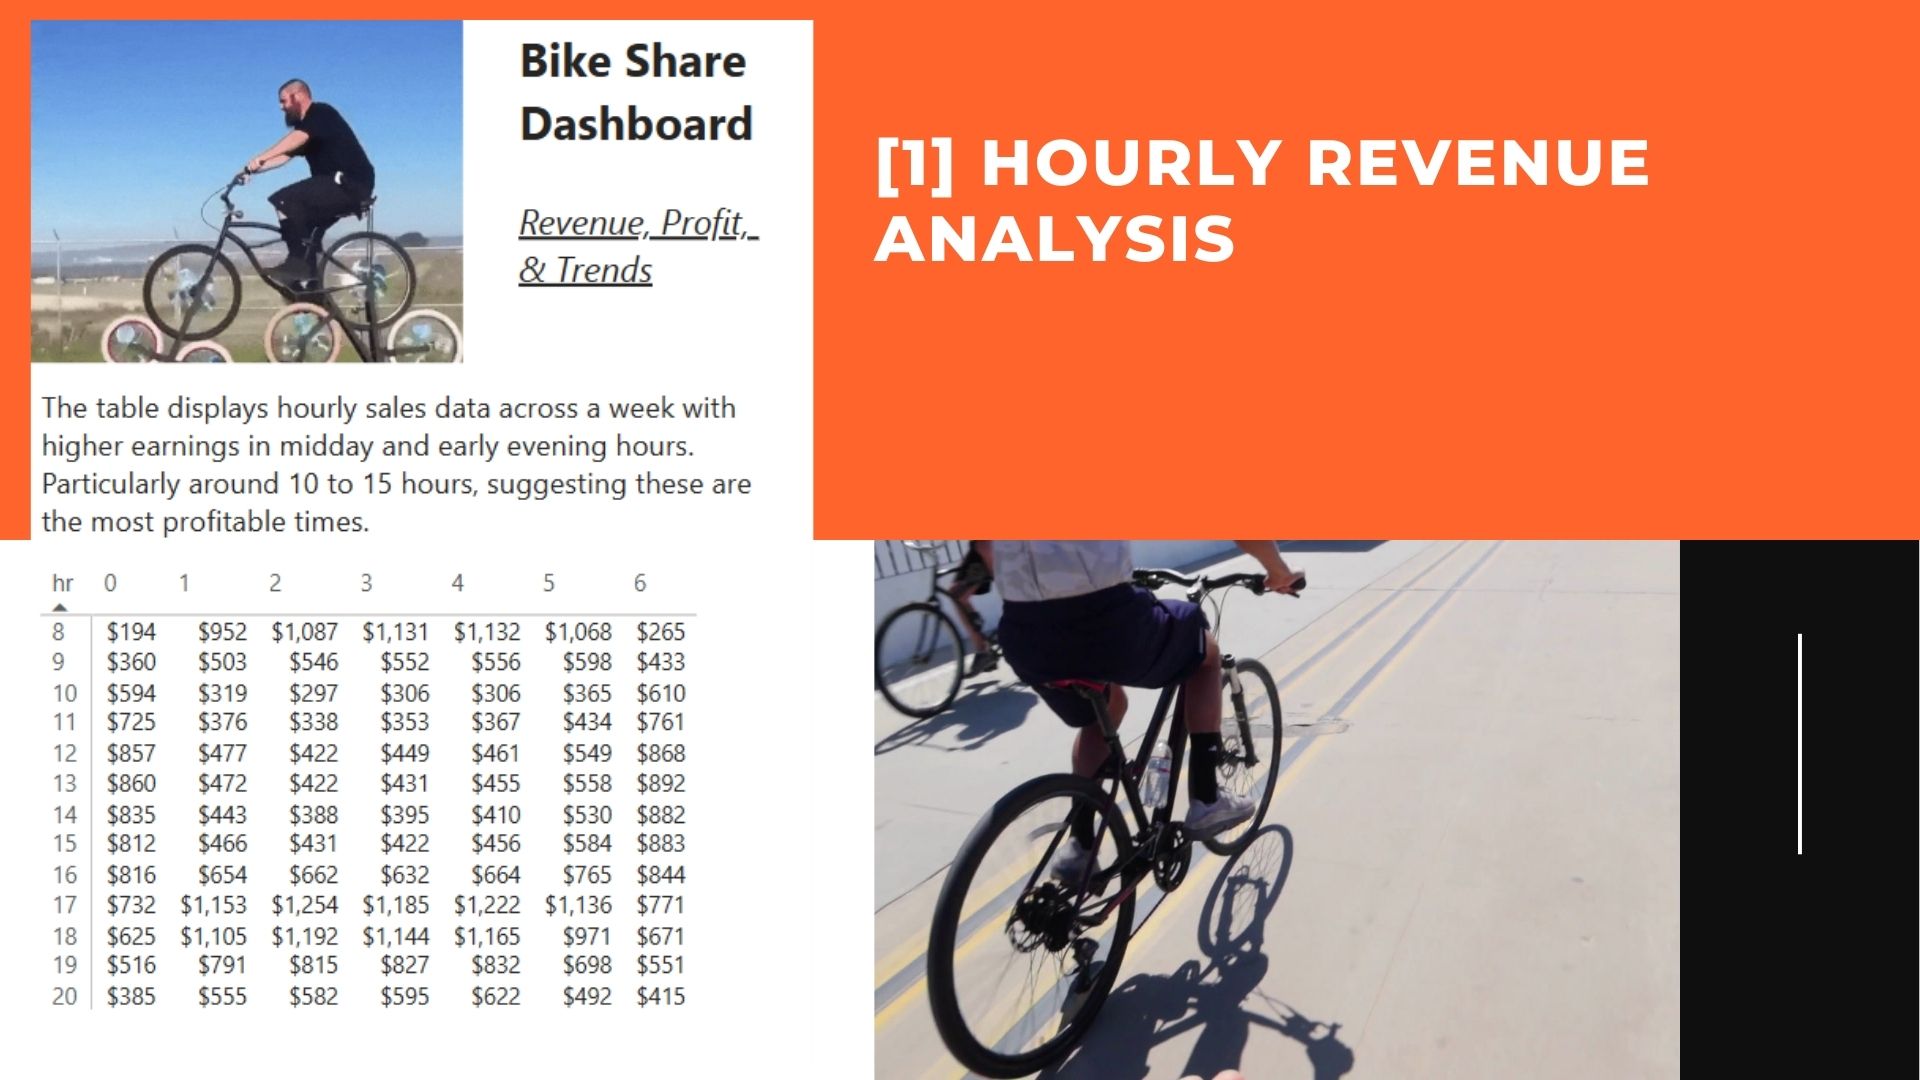 Bike Share
Dashboard
Revenue, Profit,
& Trends
The table displays hourly sales data across a week with
higher earnings in midday and early evening hours.
Particularly around 10 to 15 hours, suggesting these are
the most profitable times.
hr 0 1 2 3 4 5 6
8 $194 $952 $1,087 $1,131 $1,132 $1,068 $265
9 $360 $503 $546 $552 $556 $598 $433
10 $594 $319 $297 $306 $306 $365 $610
11 $725 $376 $338 $353 $367 $434 $761
12 $857 $477 $422 $449 $461 $549 $868
13 $860 $472 $422 $431 $455 $558 $892
14 $835 $443 $388 $395 $410 $530 $882
15 $812 $466 $431 $422 $456 $584 $883
16 $816 $654 $662 $632 $664 $765 $844
17 $732 $1,153 $1,254 $1,185 $1,222 $1,136 $771
18 $625 $1,105 $1,192 $1,144 $1,165 $971 $671
19 $516 $791 $815 $827 $832 $698 $551
20 $385 $555 $582 $595 $622 $492 $415
[1] HOURLY REVENUE
ANALYSIS